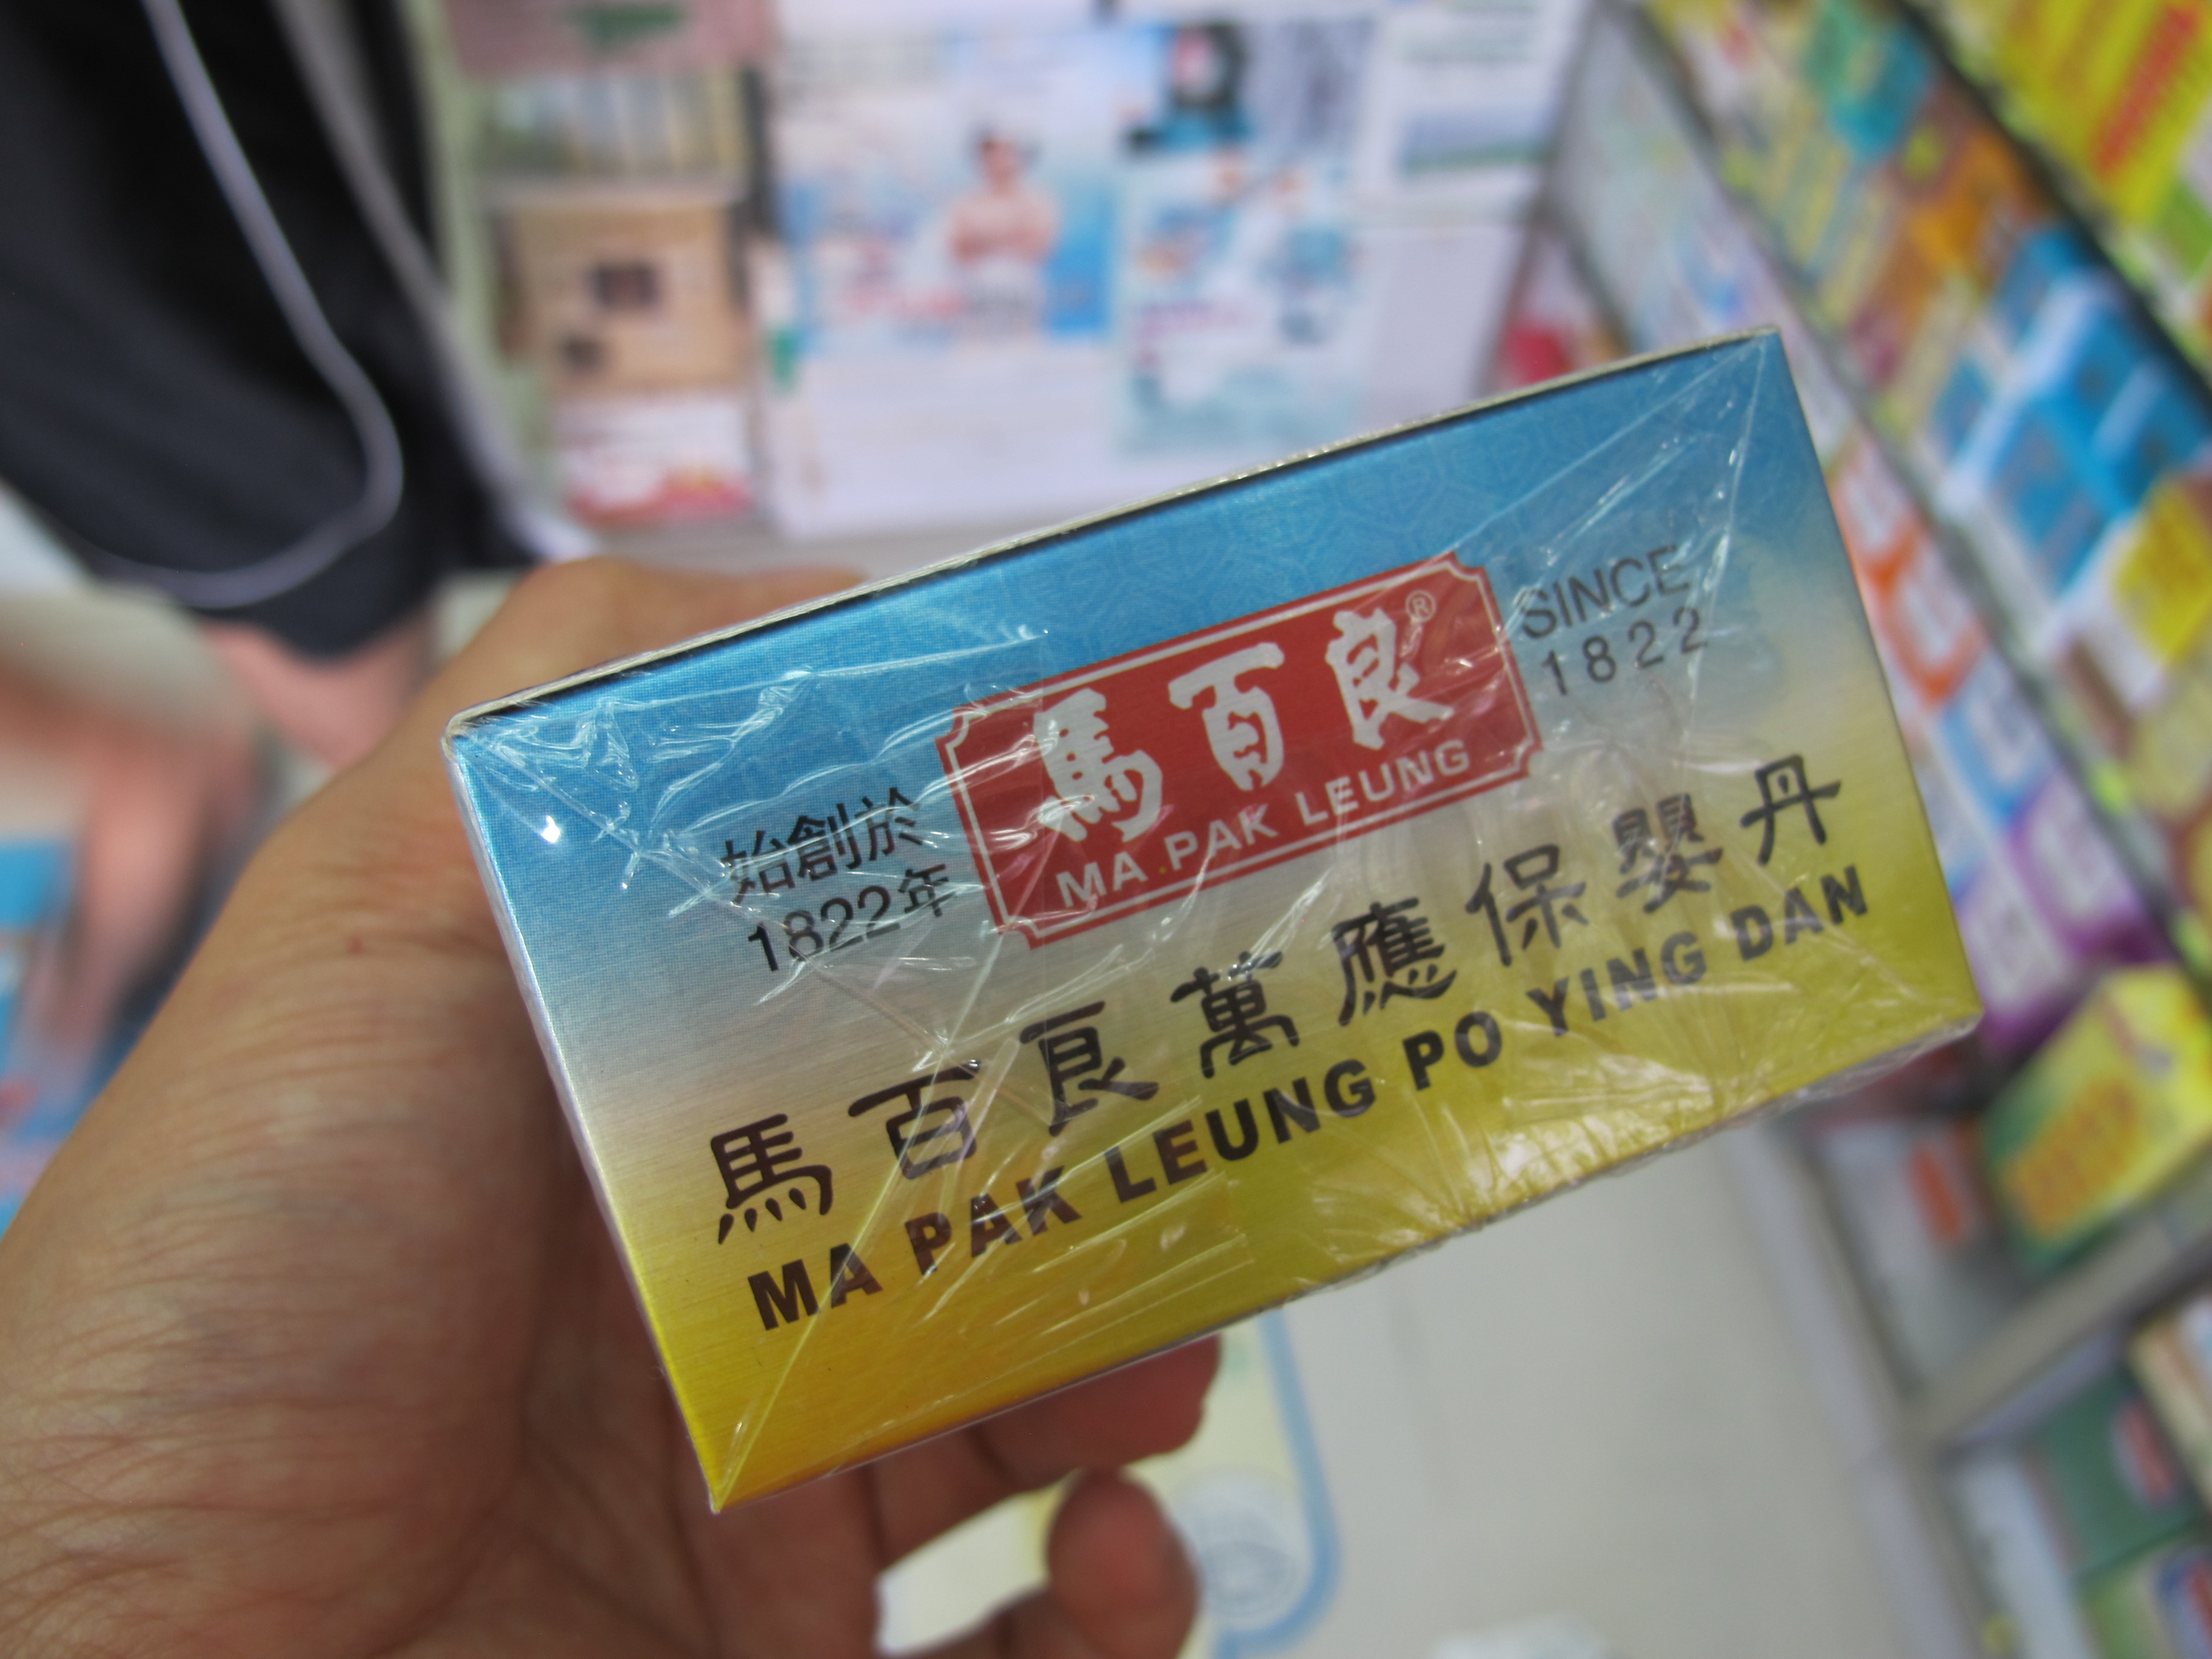 馬百良®
MA PAK LEUNG
SINCE
1822
始創於
1822年
馬百良萬應保嬰丹
MA PAK LEUNG PO YING DAN